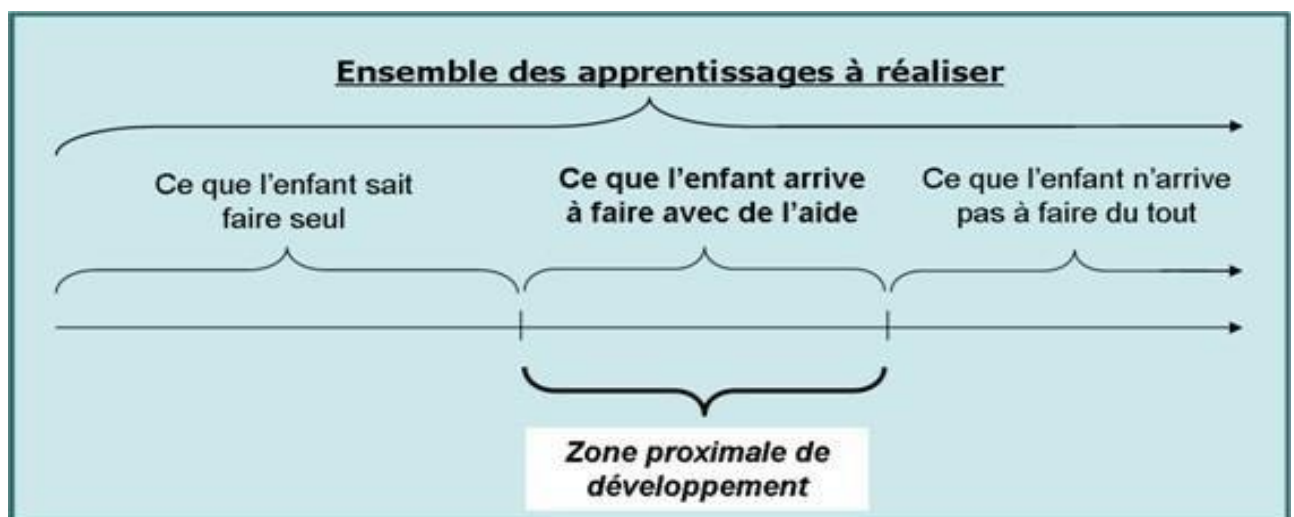 Ensemble des apprentissages à réaliser
Ce que l'enfant sait
faire seul
Ce que l'enfant arrive
à faire avec de l'aide
Ce que l'enfant n'arrive
pas à faire du tout
Zone proximale de
développement